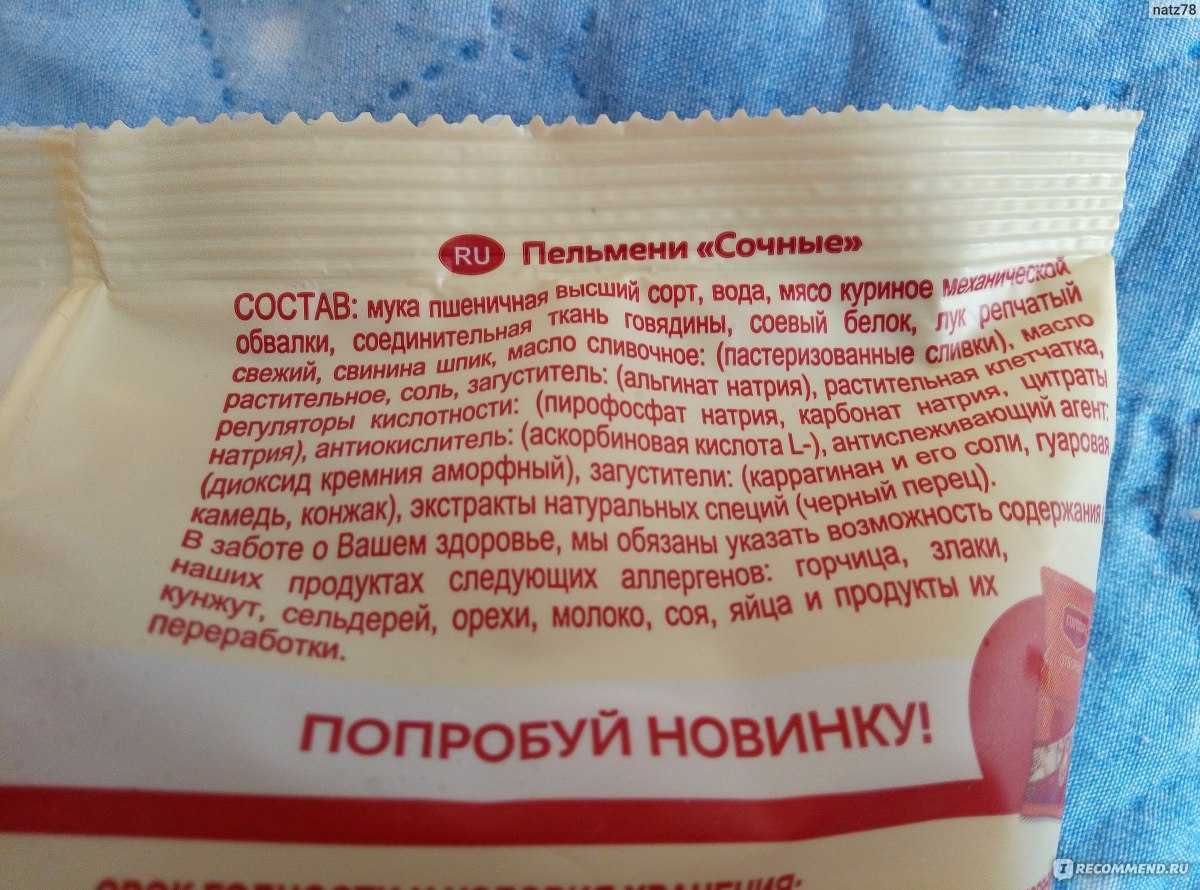 natz78
RU Пельмени «Сочные»
СОСТАВ: мука пшеничная высший сорт, вода, мясо куриное механической
обвалки, соединительная ткань говядины, соевый белок, лук репчатый
свежий, свинина шпик, масло сливочное: (пастеризованные сливки), масло
растительное, соль, загуститель: (альгинат натрия), растительная клетчатка,
регуляторы кислотности: (пирофосфат натрия, карбонат натрия, цитраты
натрия), антиокислитель: (аскорбиновая кислота L-), антислеживающий агент:
(диоксид кремния аморфный), загустители: (каррагинан и его соли, гуаровая
камедь, конжак), экстракты натуральных специй (черный перец).
В заботе о Вашем здоровье, мы обязаны указать возможность содержания
наших продуктах следующих аллергенов: горчица, злаки,
кунжут, сельдерей, орехи, молоко, соя, яйца и продукты их
переработки.
ПОПРОБУЙ НОВИНКУ!
срок годности и условия хранения:
IRECOMMEND.RU